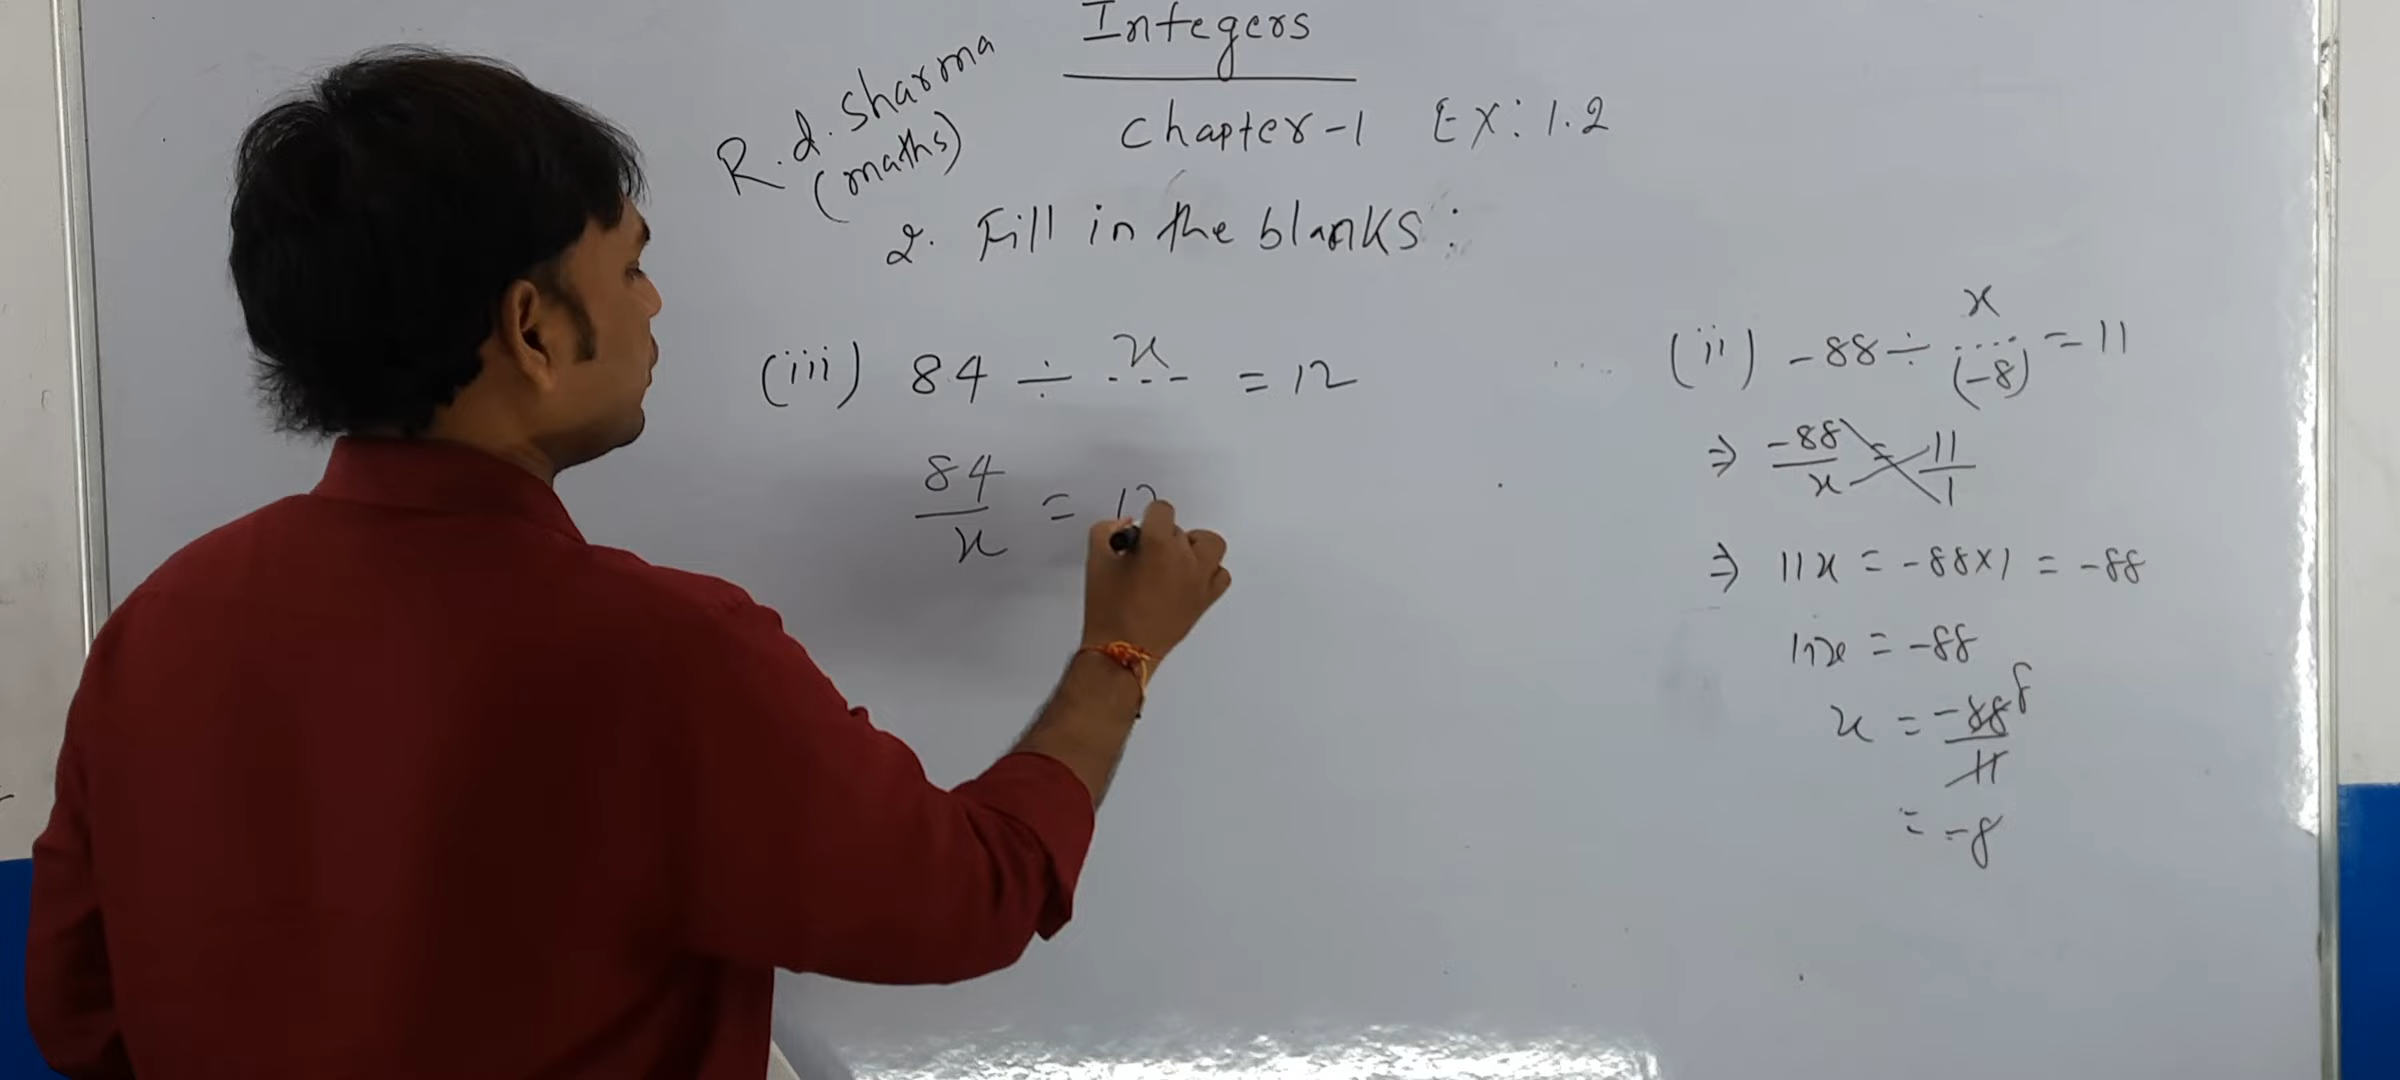 Integers
R.d. Sharma
(maths)
Chapter-1 EX: 1.2
2. Fill in the blanks:
(iii) 84 ÷ x --- = 12
84/x = 12
(ii) -88 ÷ x .... (-8) = 11
⇒ -88/x = 11/1
⇒ 11x = -88×1 = -88
11x = -88
x = -88/11 8
= -8